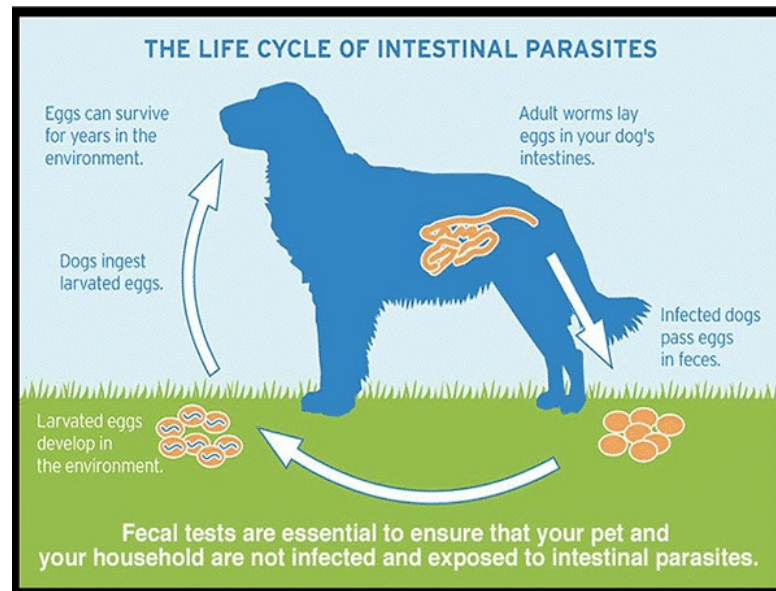 THE LIFE CYCLE OF INTESTINAL PARASITES
Eggs can survive
for years in the
environment.
Adult worms lay
eggs in your dog's
intestines.
Dogs ingest
larvated eggs.
Infected dogs
pass eggs
in feces.
Larvated eggs
develop in
the environment.
Fecal tests are essential to ensure that your pet and
your household are not infected and exposed to intestinal parasites.